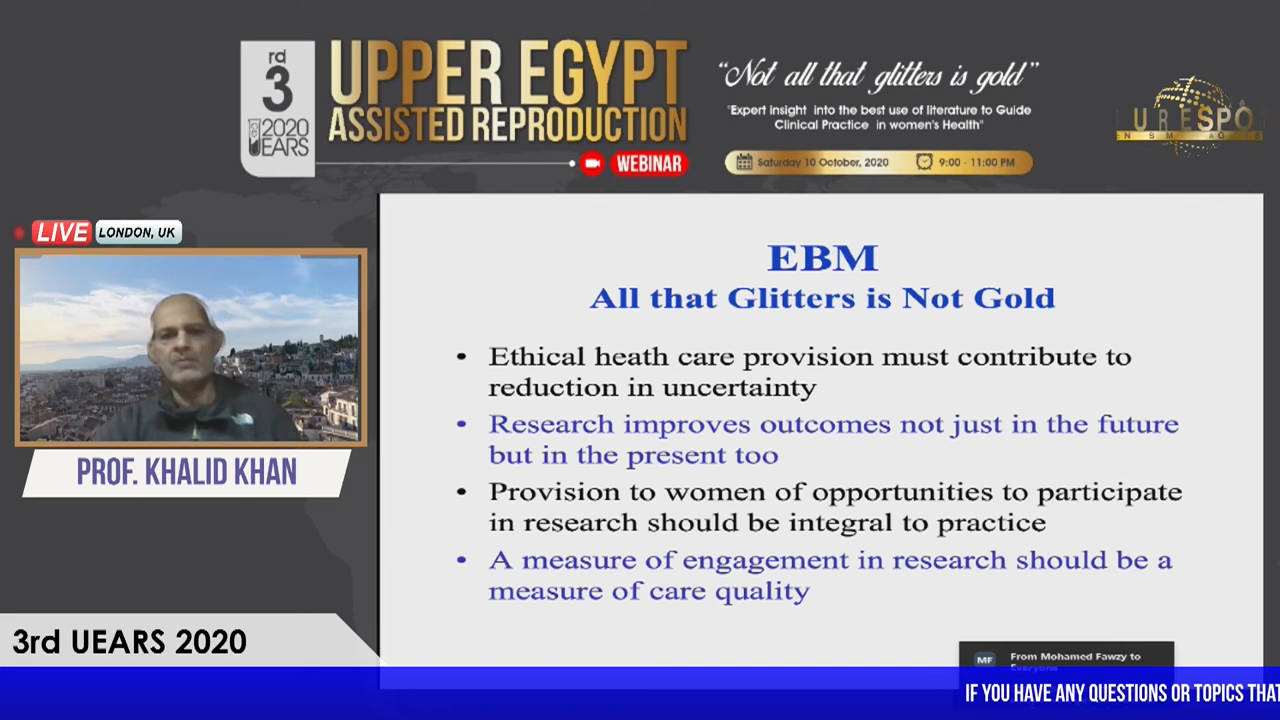 rd
3
2020
EARS
UPPER EGYPT
ASSISTED REPRODUCTION
WEBINAR
“Not all that glitters is gold”
"Expert insight into the best use of literature to Guide
Clinical Practice in women's Health"
Saturday 10 October, 2020
9:00 - 11:00 PM
URESPO
LIVE
LONDON, UK
PROF. KHALID KHAN
EBM
All that Glitters is Not Gold
• Ethical heath care provision must contribute to
reduction in uncertainty
• Research improves outcomes not just in the future
but in the present too
• Provision to women of opportunities to participate
in research should be integral to practice
• A measure of engagement in research should be a
measure of care quality
MF
From Mohamed Fawzy to
Everyone
3rd UEARS 2020
IF YOU HAVE ANY QUESTIONS OR TOPICS THAT